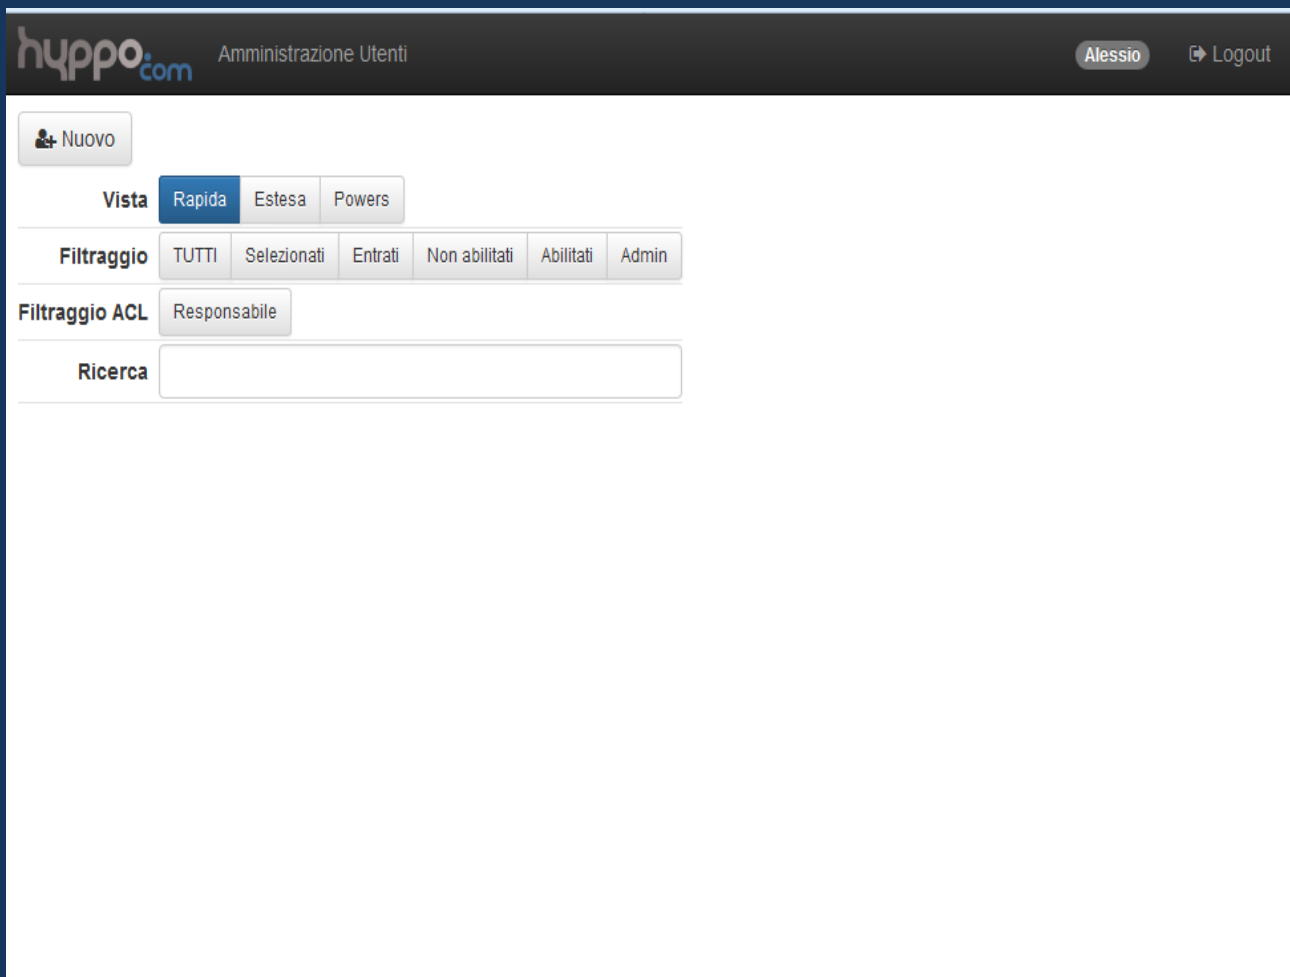 hyppo.com Amministrazione Utenti Alessio Logout
Nuovo
Vista Rapida Estesa Powers
Filtraggio TUTTI Selezionati Entrati Non abilitati Abilitati Admin
Filtraggio ACL Responsabile
Ricerca